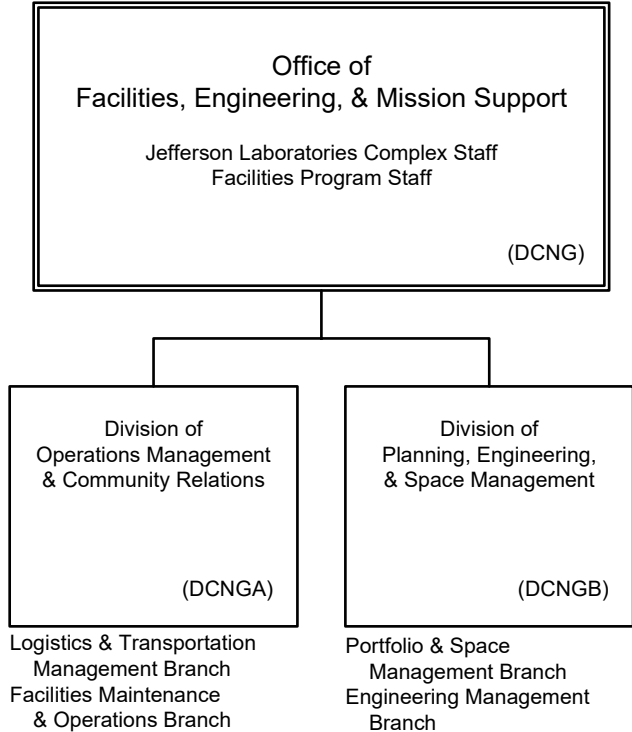 Office of
Facilities, Engineering, & Mission Support
Jefferson Laboratories Complex Staff
Facilities Program Staff
(DCNG)
Division of
Operations Management
& Community Relations
(DCNGA)
Logistics & Transportation
Management Branch
Facilities Maintenance
& Operations Branch
Division of
Planning, Engineering,
& Space Management
(DCNGB)
Portfolio & Space
Management Branch
Engineering Management
Branch